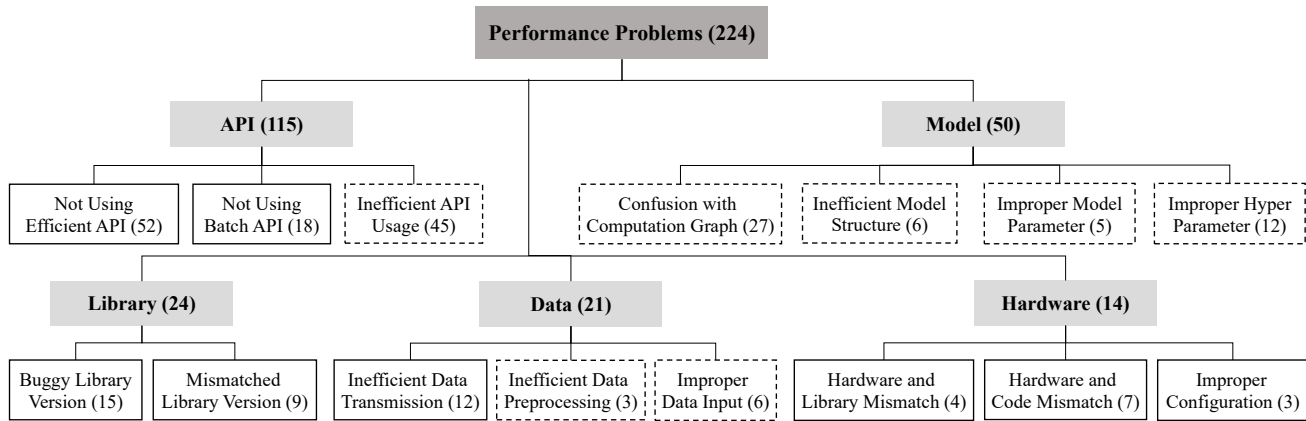 Performance Problems (224)
API (115)
Model (50)
Not Using
Efficient API (52)
Not Using
Batch API (18)
Inefficient API
Usage (45)
Confusion with
Computation Graph (27)
Inefficient Model
Structure (6)
Improper Model
Parameter (5)
Improper Hyper
Parameter (12)
Library (24)
Data (21)
Hardware (14)
Buggy Library
Version (15)
Mismatched
Library Version (9)
Inefficient Data
Transmission (12)
Inefficient Data
Preprocessing (3)
Improper
Data Input (6)
Hardware and
Library Mismatch (4)
Hardware and
Code Mismatch (7)
Improper
Configuration (3)